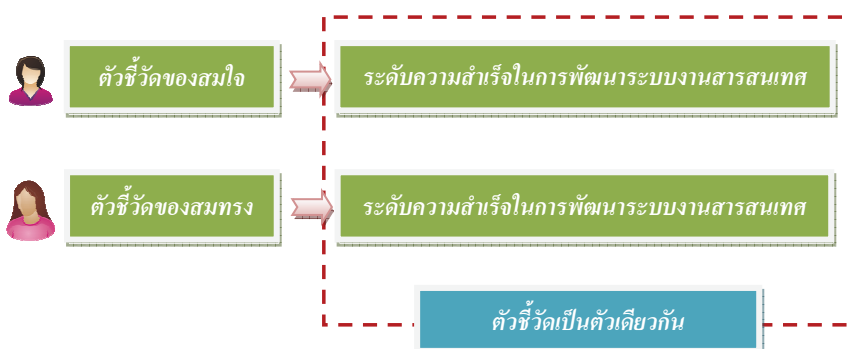 ตัวชี้วัดของสมใจ
ระดับความสำเร็จในการพัฒนาระบบงานสารสนเทศ
ตัวชี้วัดของสมทรง
ระดับความสำเร็จในการพัฒนาระบบงานสารสนเทศ
ตัวชี้วัดเป็นตัวเดียวกัน